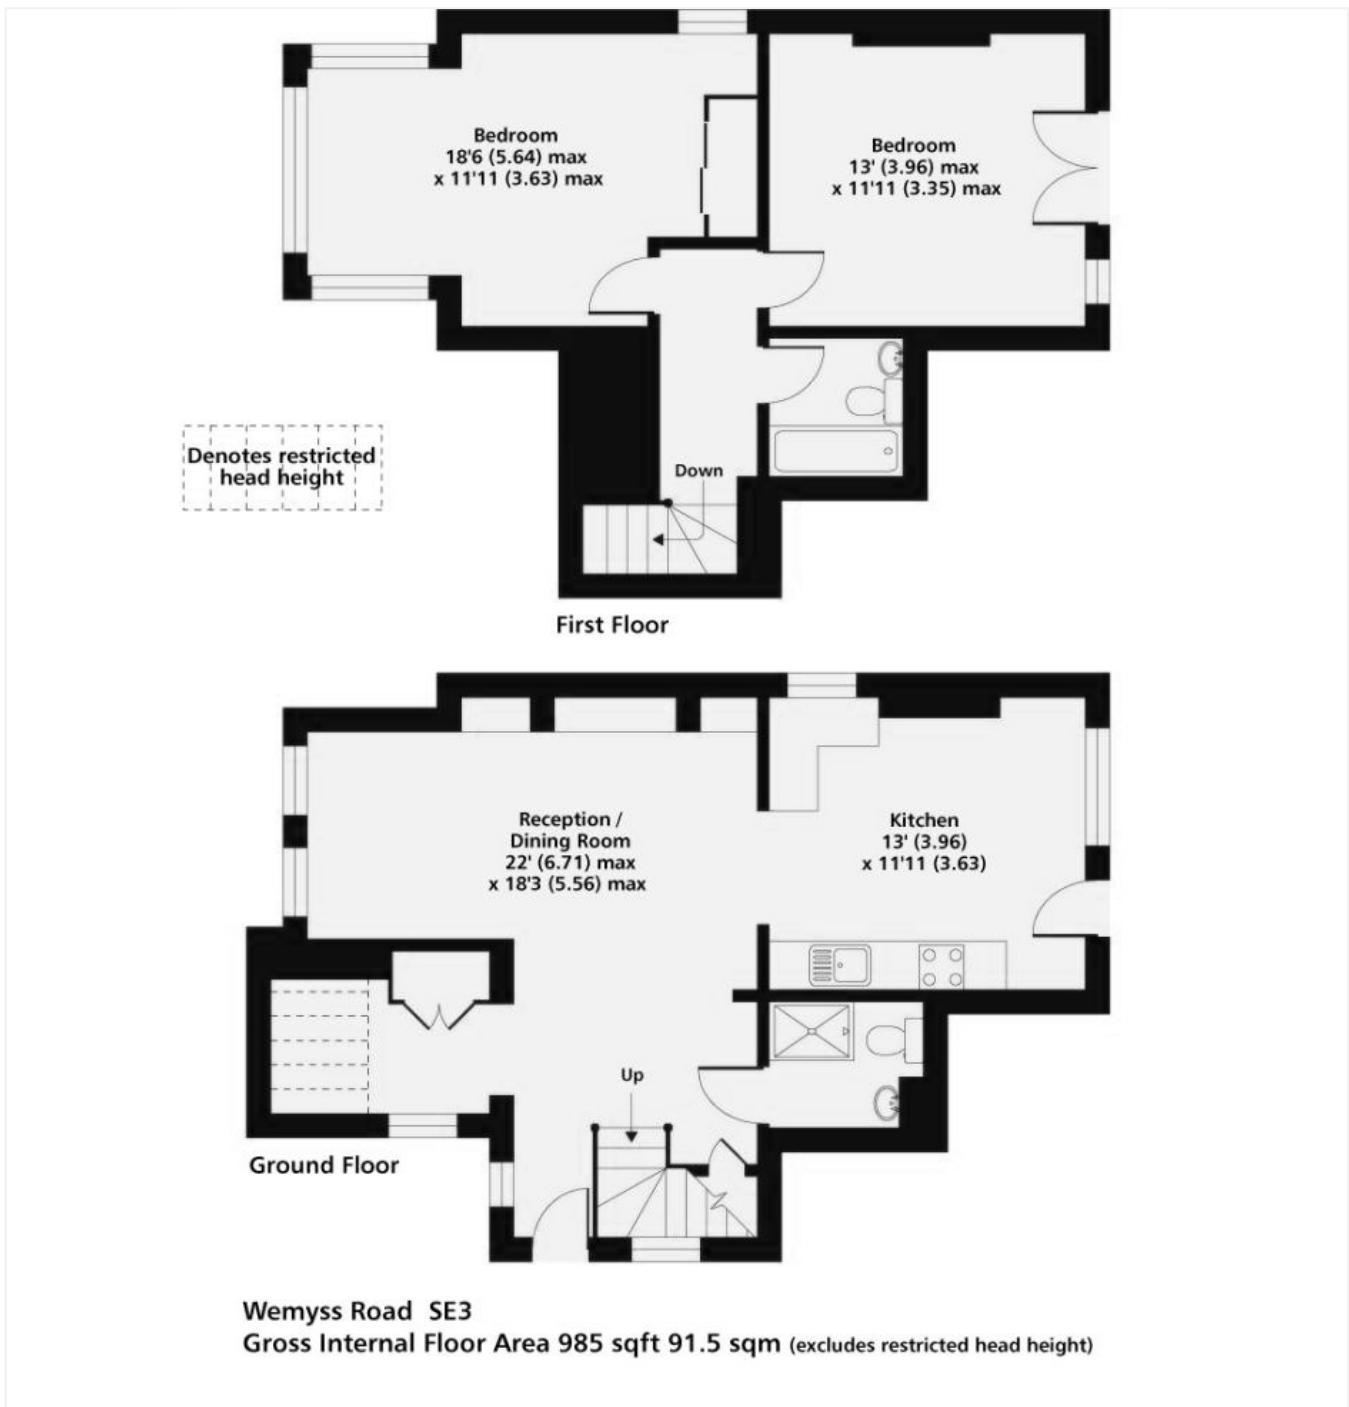 Bedroom
18'6 (5.64) max
x 11'11 (3.63) max
Bedroom
13' (3.96) max
x 11'11 (3.35) max
Denotes restricted
head height
Down
First Floor
Reception /
Dining Room
22' (6.71) max
x 18'3 (5.56) max
Kitchen
13' (3.96)
x 11'11 (3.63)
Up
Ground Floor
Wemyss Road SE3
Gross Internal Floor Area 985 sqft 91.5 sqm (excludes restricted head height)